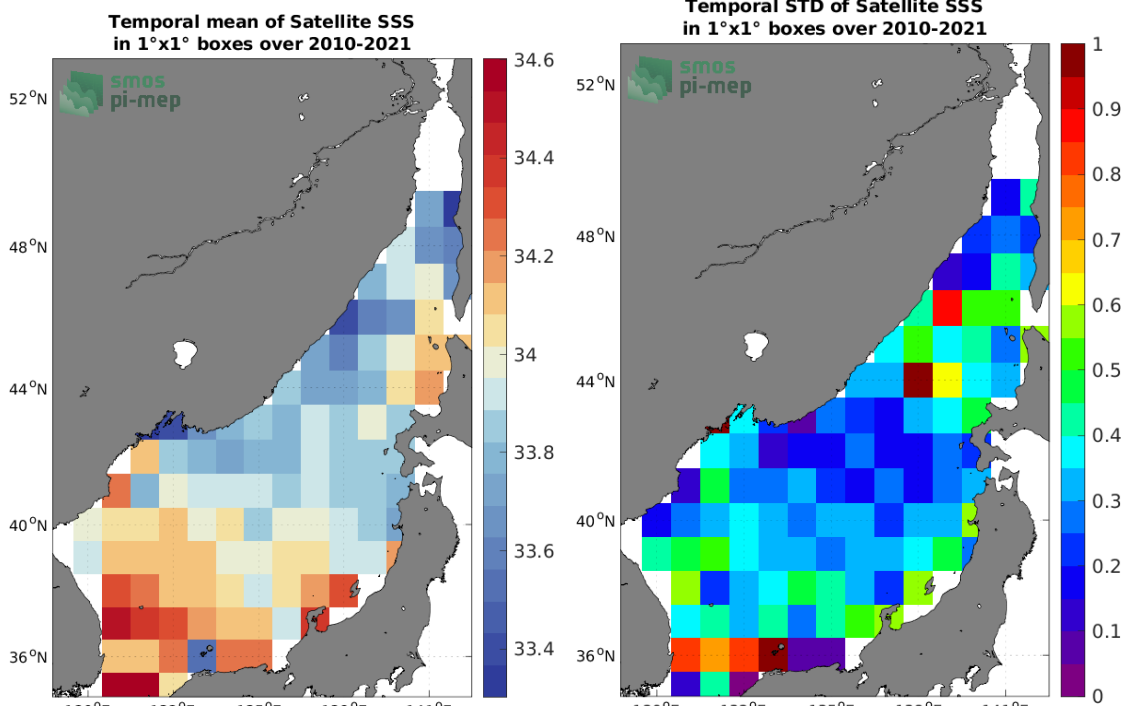 Temporal mean of Satellite SSS
in 1°x1° boxes over 2010-2021
smos
pi-mep
52°N
48°N
44°N
40°N
36°N
34.6
34.4
34.2
34
33.8
33.6
33.4
Temporal STD of Satellite SSS
in 1°x1° boxes over 2010-2021
smos
pi-mep
52°N
48°N
44°N
40°N
36°N
1
0.9
0.8
0.7
0.6
0.5
0.4
0.3
0.2
0.1
0